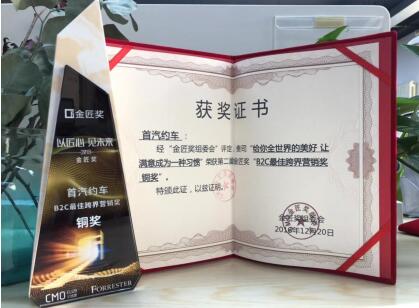 金匠奖
以匠心 见未来
金匠奖
首汽约车
B2C最佳跨界营销奖
铜奖
CMO
FORRESTER
获奖证书
首汽约车：
经“金匠奖组委会”评定，贵司“给你全世界的美好 让
满意成为一种习惯”荣获第二届金匠奖“B2C最佳跨界营销奖
铜奖”。
特颁此证，以兹证明。
金匠奖组委会
2018年12月20日